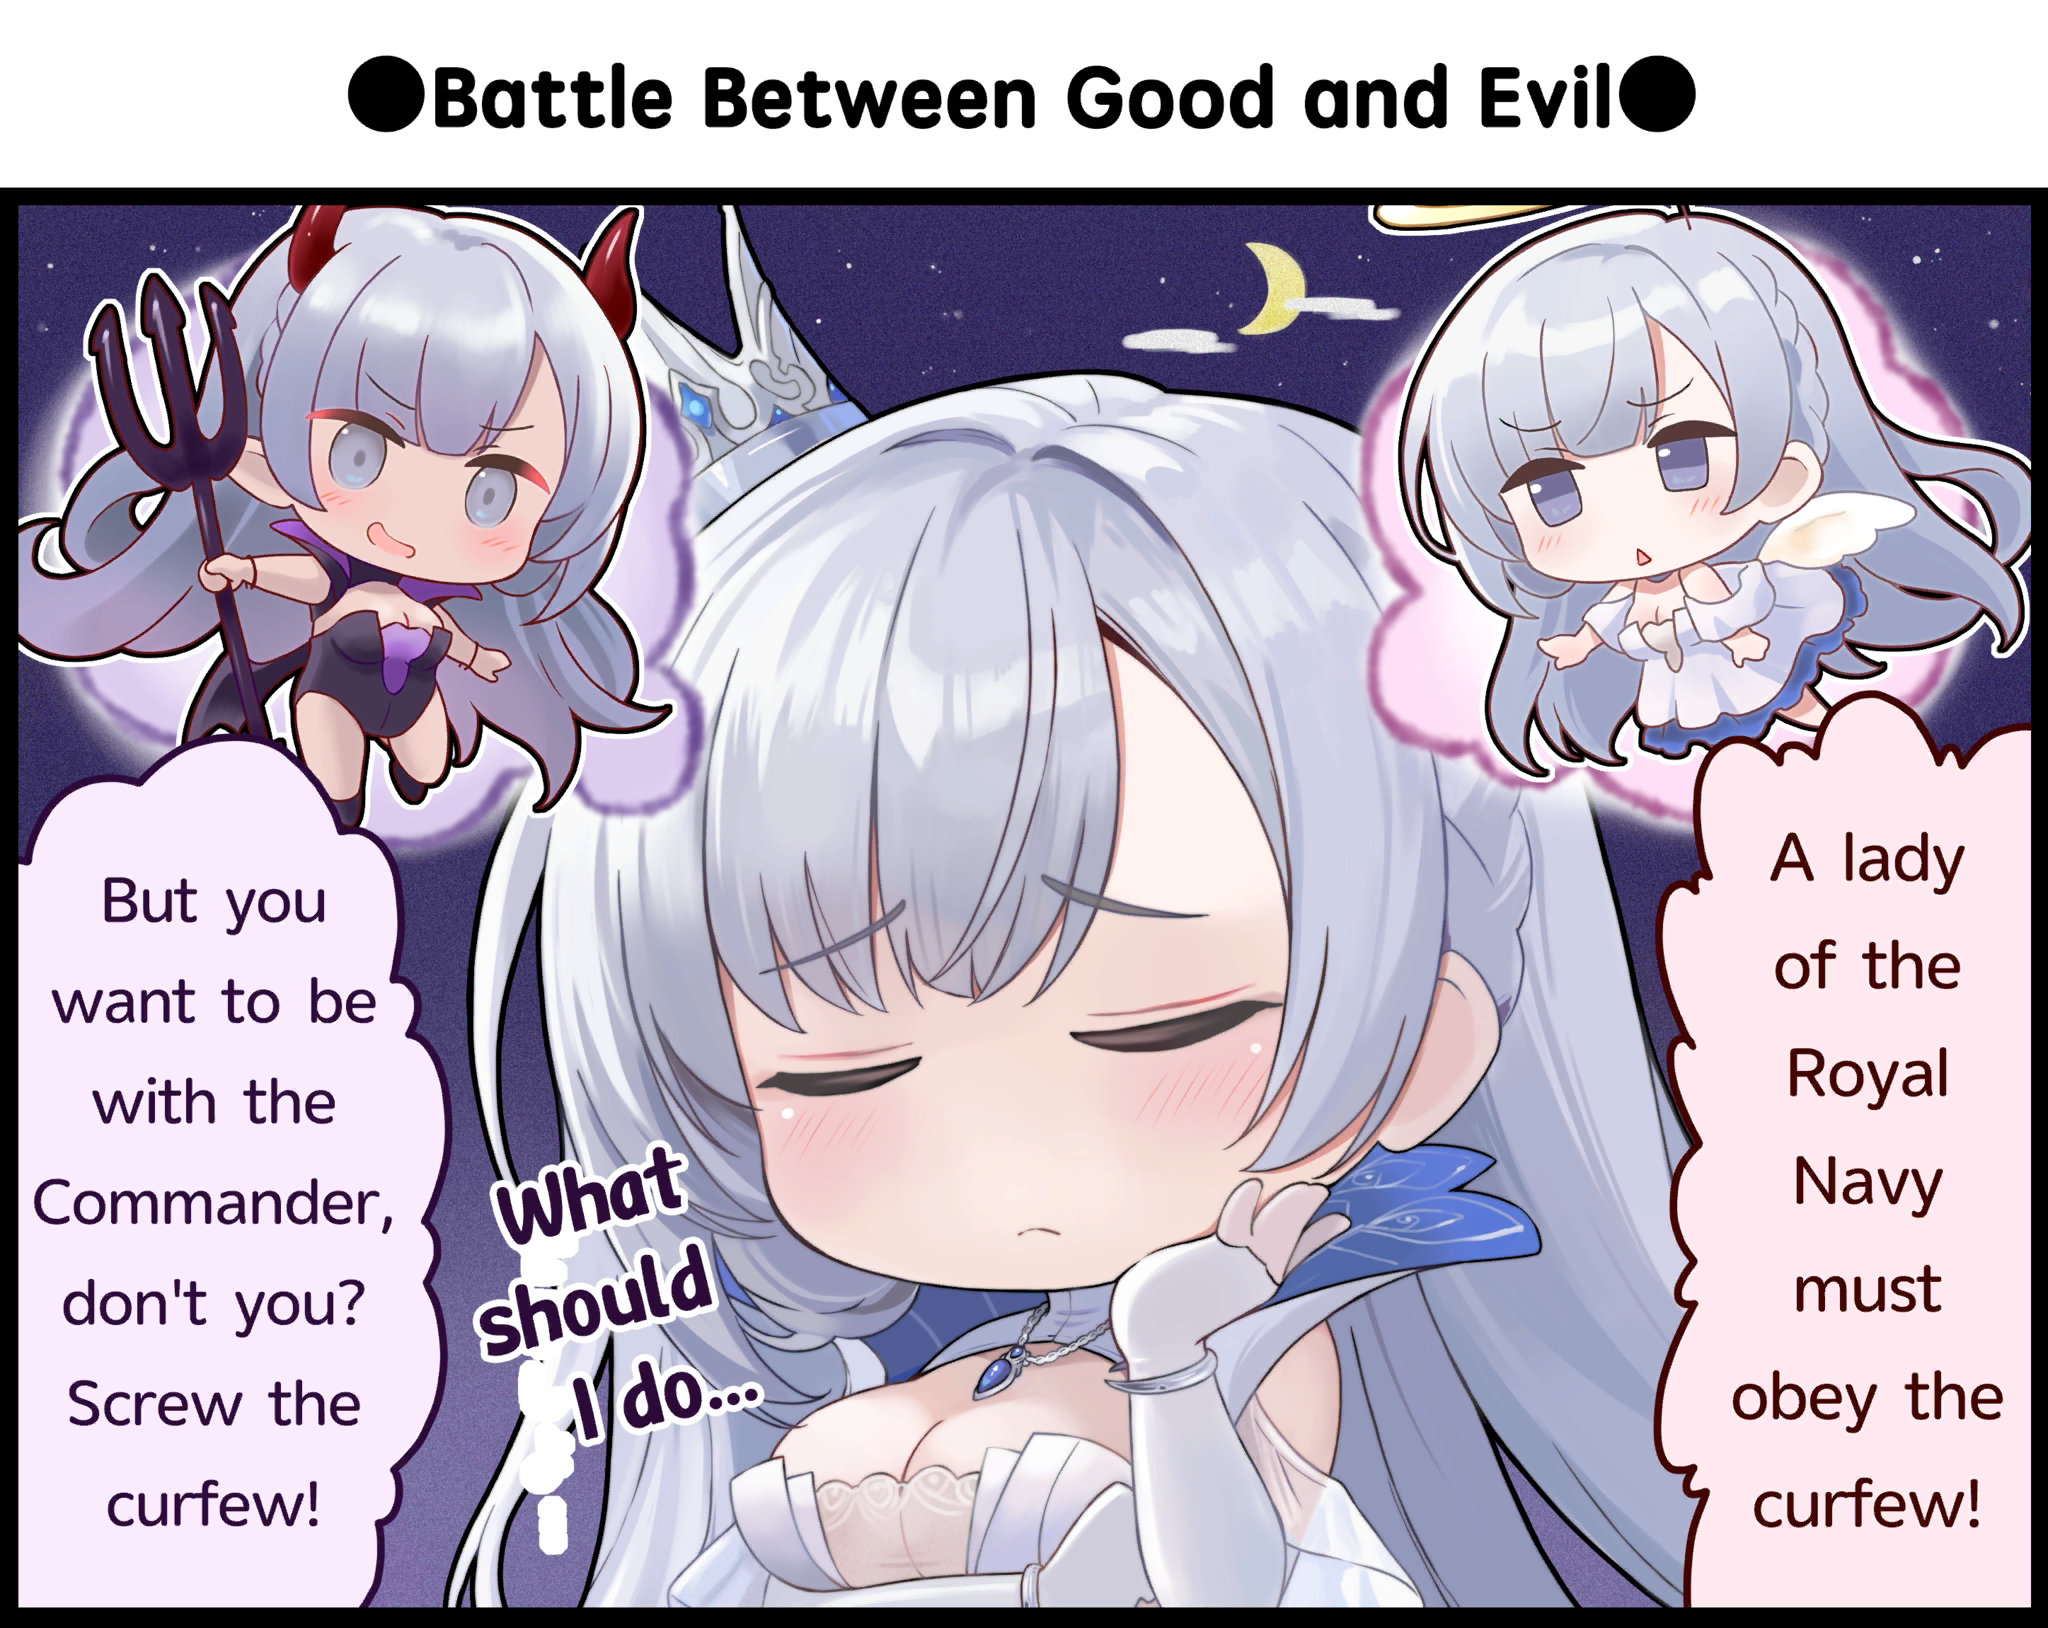 ●Battle Between Good and Evil●
But you
want to be
with the
Commander,
don't you?
Screw the
curfew!
What
should
I do...
A lady
of the
Royal
Navy
must
obey the
curfew!